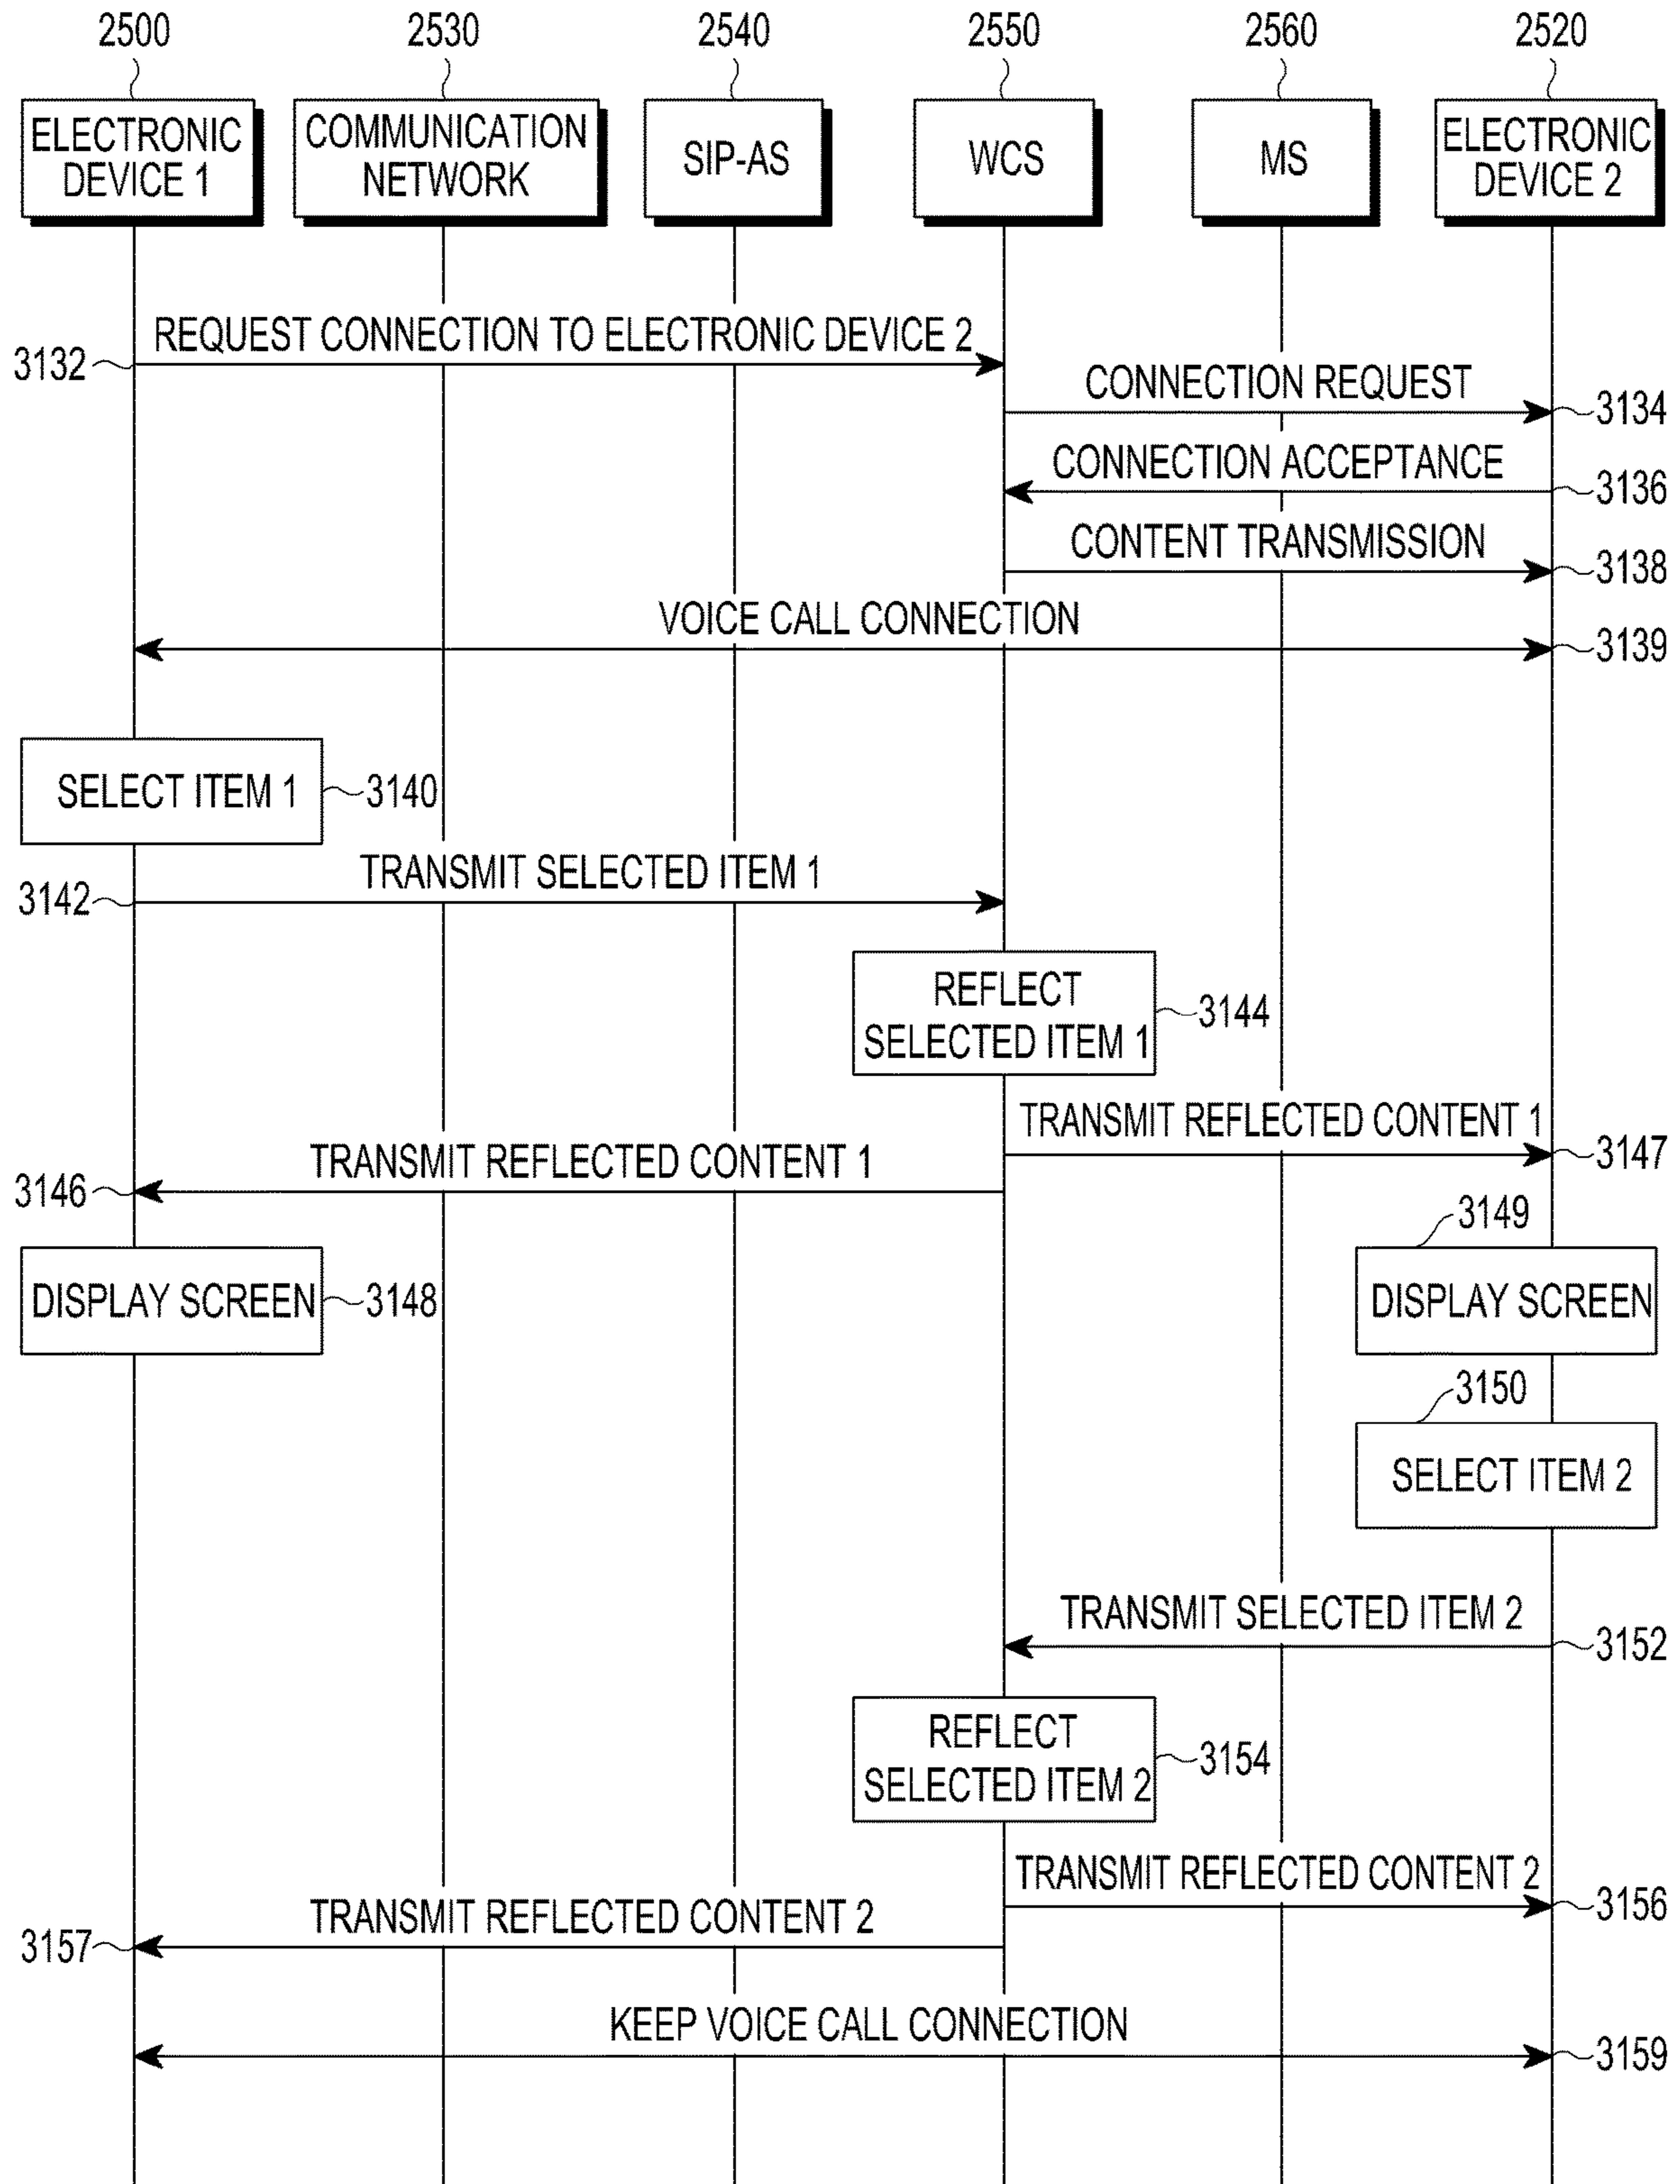 2500
2530
2540
2550
2560
2520
ELECTRONIC
DEVICE 1
COMMUNICATION
NETWORK
SIP-AS
WCS
MS
ELECTRONIC
DEVICE 2
REQUEST CONNECTION TO ELECTRONIC DEVICE 2
3132
CONNECTION REQUEST
3134
CONNECTION ACCEPTANCE
3136
CONTENT TRANSMISSION
3138
VOICE CALL CONNECTION
3139
SELECT ITEM 1
3140
TRANSMIT SELECTED ITEM 1
3142
REFLECT
SELECTED ITEM 1
3144
TRANSMIT REFLECTED CONTENT 1
3147
TRANSMIT REFLECTED CONTENT 1
3146
3149
DISPLAY SCREEN
3148
DISPLAY SCREEN
3150
SELECT ITEM 2
TRANSMIT SELECTED ITEM 2
3152
REFLECT
SELECTED ITEM 2
3154
TRANSMIT REFLECTED CONTENT 2
3156
TRANSMIT REFLECTED CONTENT 2
3157
KEEP VOICE CALL CONNECTION
3159